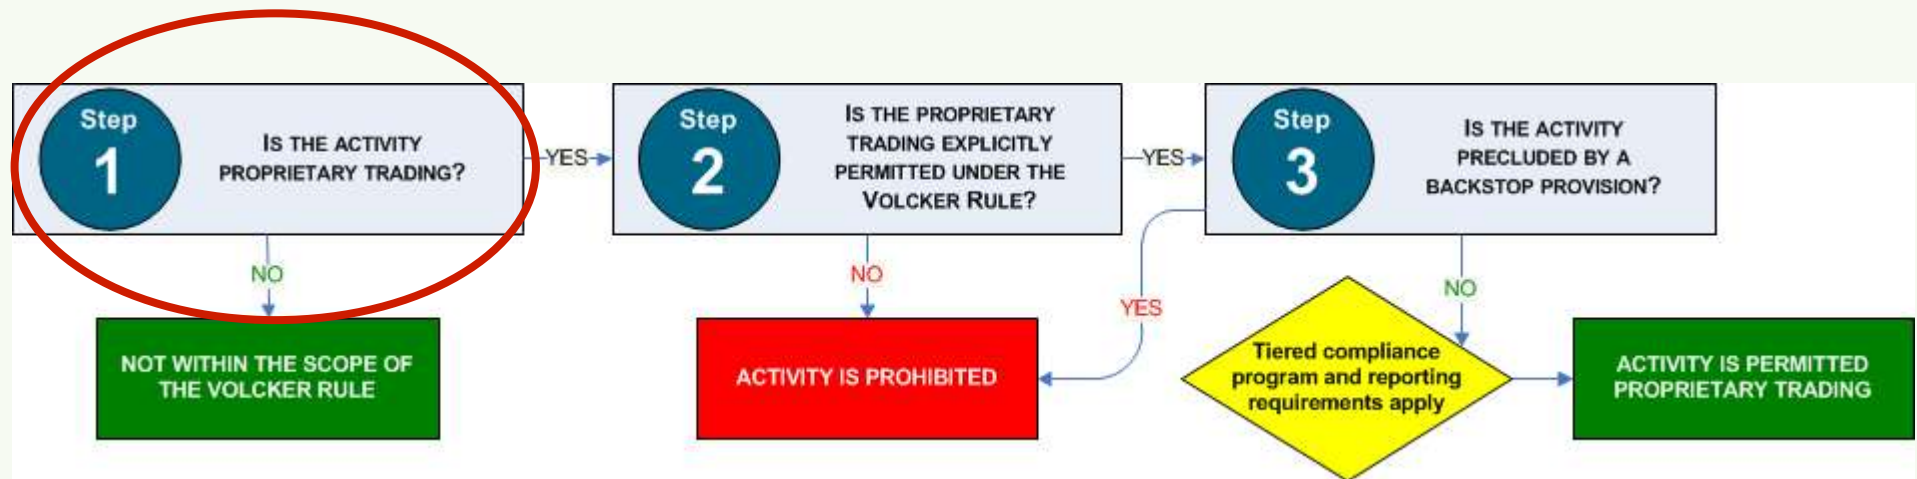 Step
1
IS THE ACTIVITY
PROPRIETARY TRADING?
YES
Step
2
IS THE PROPRIETARY
TRADING EXPLICITLY
PERMITTED UNDER THE
VOLCKER RULE?
YES
Step
3
IS THE ACTIVITY
PRECLUDED BY A
BACKSTOP PROVISION?
NO
NO
YES
NO
NOT WITHIN THE SCOPE OF
THE VOLCKER RULE
ACTIVITY IS PROHIBITED
Tiered compliance
program and reporting
requirements apply
ACTIVITY IS PERMITTED
PROPRIETARY TRADING